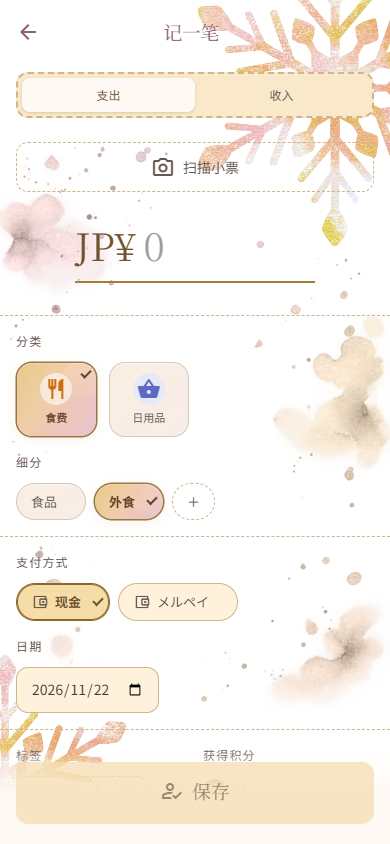 记一笔
支出 收入
扫描小票
JP¥ 0
分类
食费 日用品
细分
食品 外食 +
支付方式
现金 メルペイ
日期
2026/11/22
标签 获得积分
保存